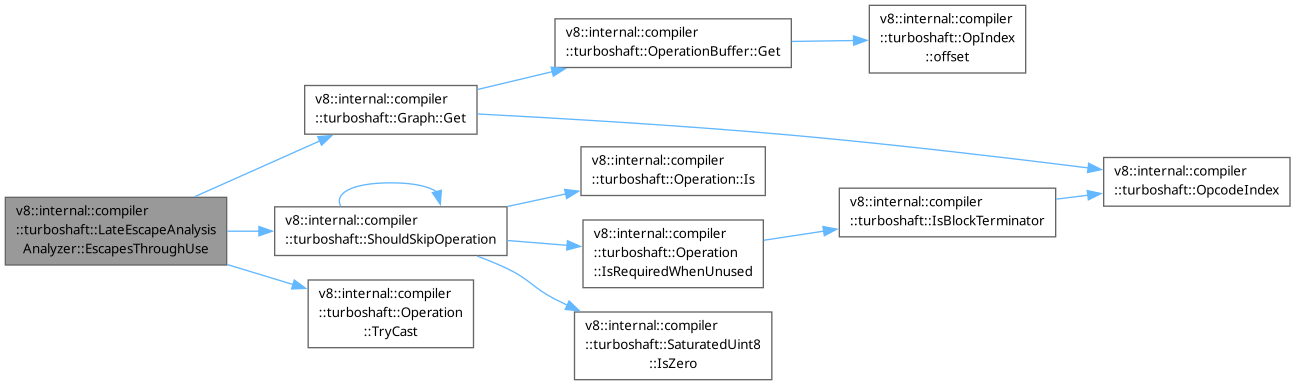 v8::internal::compiler
::turboshaft::LateEscapeAnalysis
Analyzer::EscapesThroughUse
v8::internal::compiler
::turboshaft::Graph::Get
v8::internal::compiler
::turboshaft::OperationBuffer::Get
v8::internal::compiler
::turboshaft::OpIndex
::offset
v8::internal::compiler
::turboshaft::OpcodeIndex
v8::internal::compiler
::turboshaft::ShouldSkipOperation
v8::internal::compiler
::turboshaft::Operation::Is
v8::internal::compiler
::turboshaft::Operation
::IsRequiredWhenUnused
v8::internal::compiler
::turboshaft::IsBlockTerminator
v8::internal::compiler
::turboshaft::SaturatedUint8
::IsZero
v8::internal::compiler
::turboshaft::Operation
::TryCast